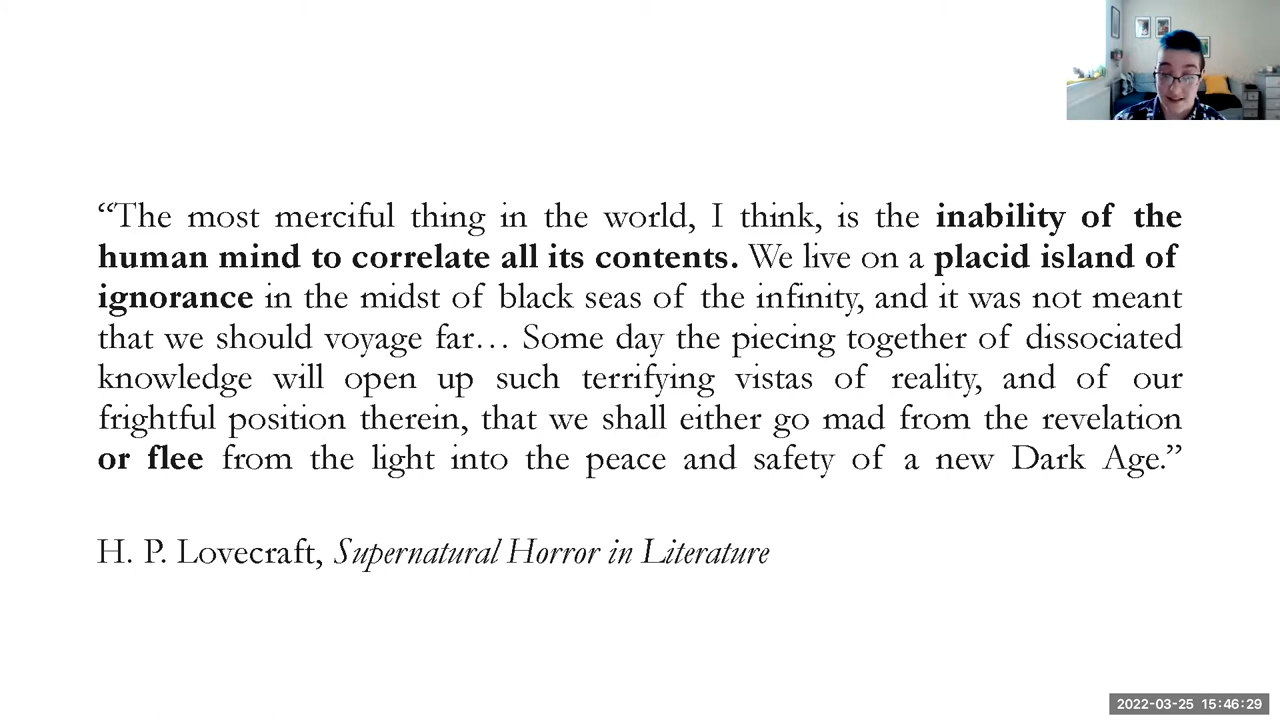 “The most merciful thing in the world, I think, is the inability of the
human mind to correlate all its contents. We live on a placid island of
ignorance in the midst of black seas of the infinity, and it was not meant
that we should voyage far… Some day the piecing together of dissociated
knowledge will open up such terrifying vistas of reality, and of our
frightful position therein, that we shall either go mad from the revelation
or flee from the light into the peace and safety of a new Dark Age.”
H. P. Lovecraft, Supernatural Horror in Literature
2022-03-25 15:46:29